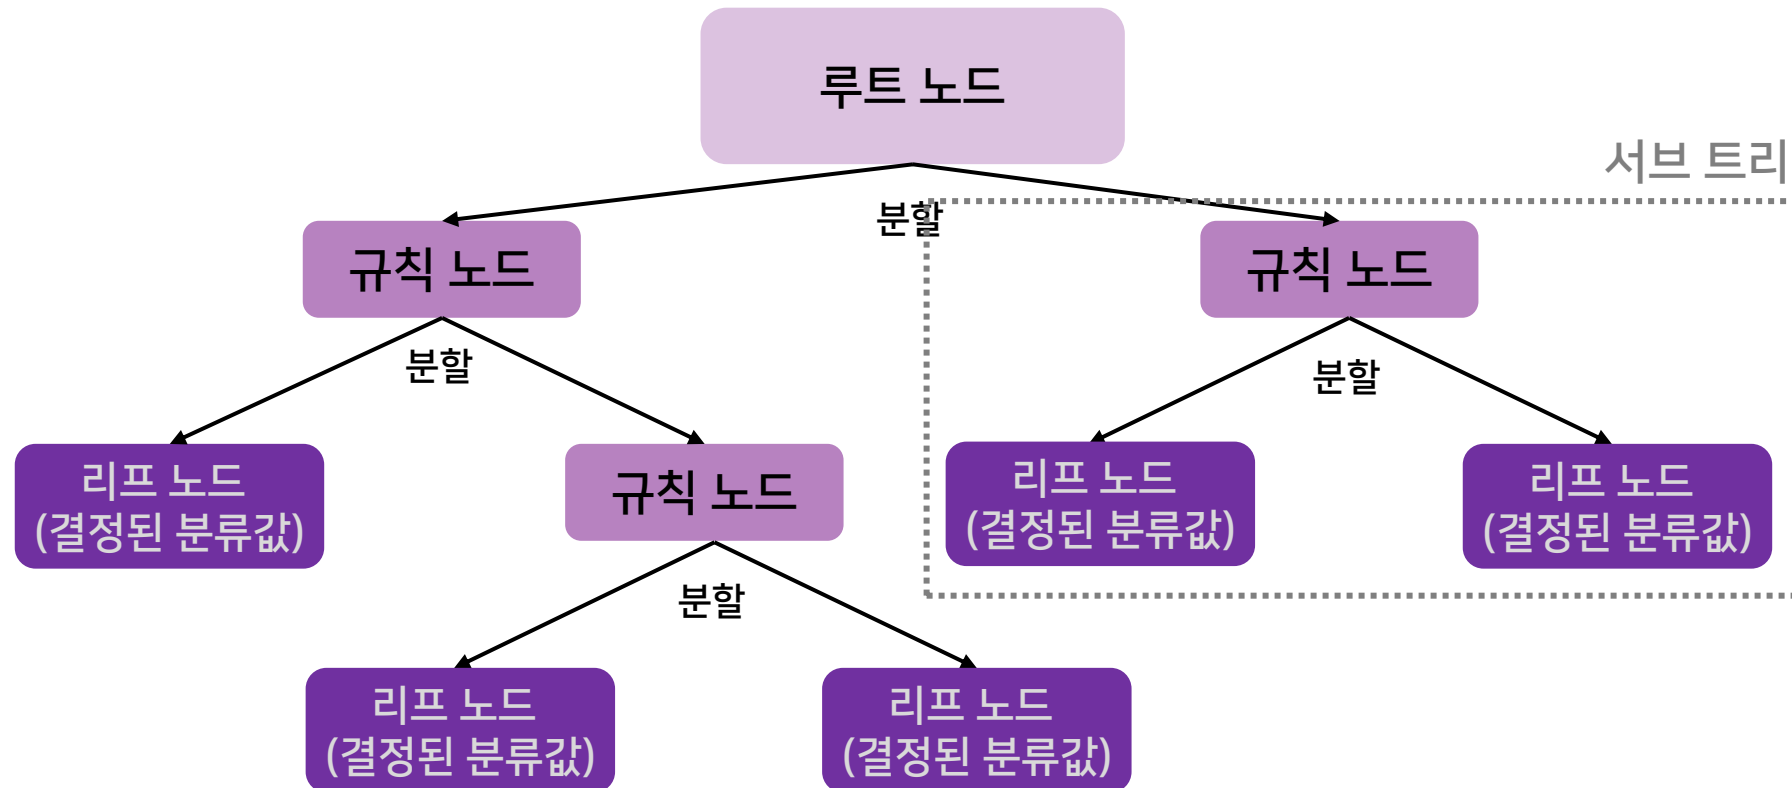 루트 노드
서브 트리
분할
규칙 노드
규칙 노드
분할
분할
리프 노드
(결정된 분류값)
규칙 노드
리프 노드
(결정된 분류값)
리프 노드
(결정된 분류값)
분할
리프 노드
(결정된 분류값)
리프 노드
(결정된 분류값)